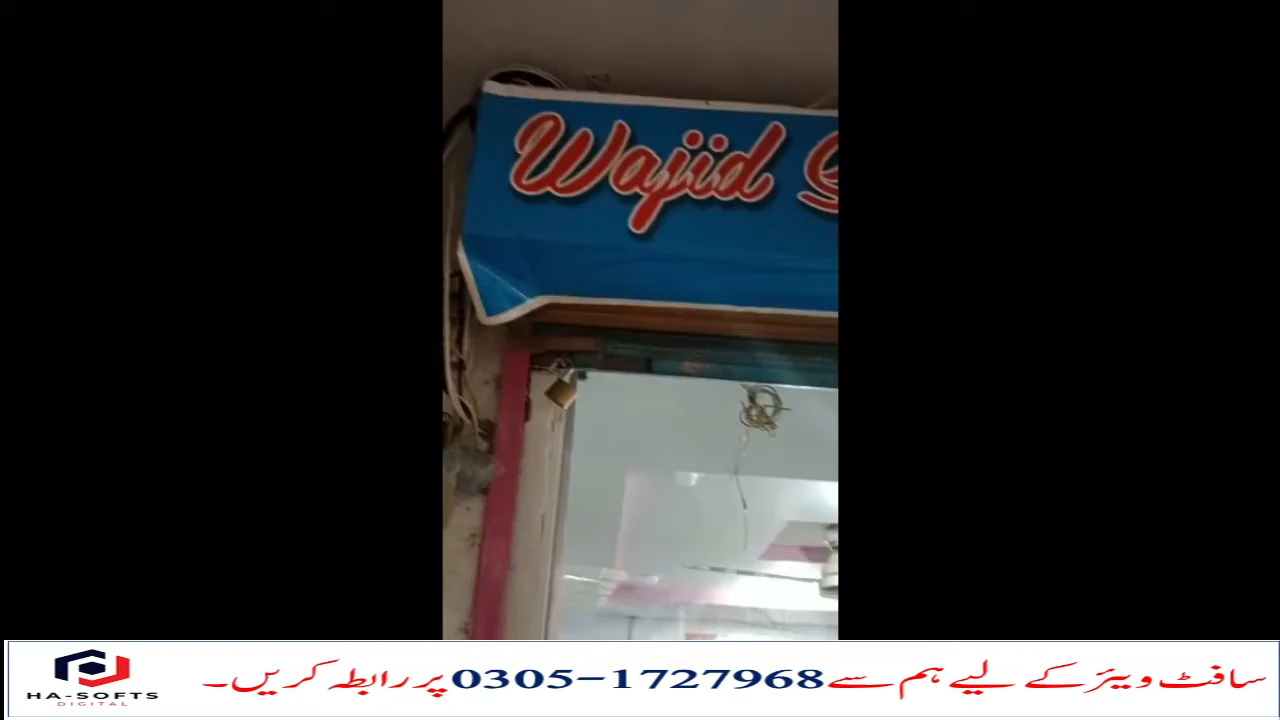 Wajid
HA-SOFTS
DIGITAL
سافٹ ویئر کے لیے ہم سے 0305-1727968 پر رابطہ کریں۔